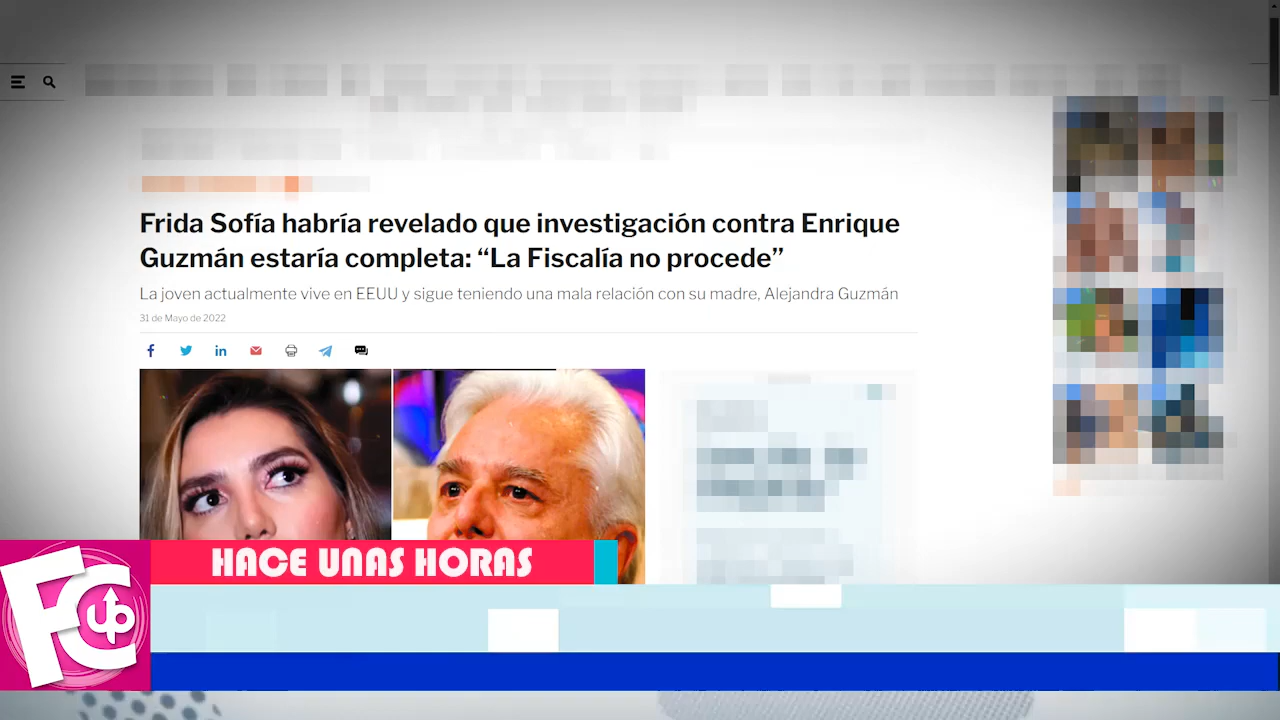 Frida Sofía habría revelado que investigación contra Enrique
Guzmán estaría completa: “La Fiscalía no procede”
La joven actualmente vive en EEUU y sigue teniendo una mala relación con su madre, Alejandra Guzmán
31 de Mayo de 2022
HACE UNAS HORAS
FC up